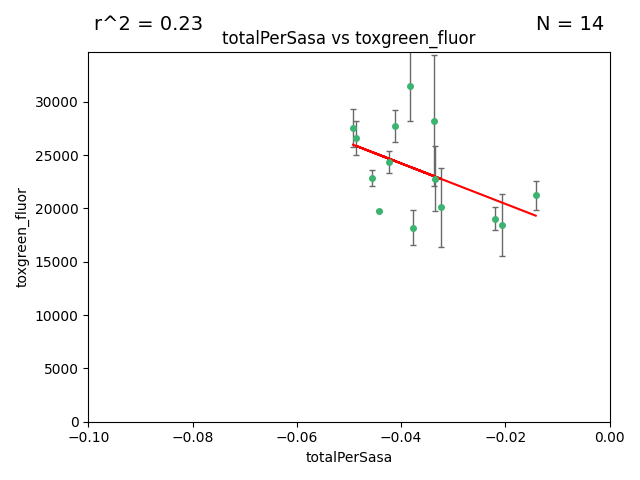 r^2 = 0.23
N = 14
totalPerSasa vs toxgreen_fluor
30000
25000
20000
15000
10000
5000
0
toxgreen_fluor
−0.10
−0.08
−0.06
−0.04
−0.02
0.00
totalPerSasa